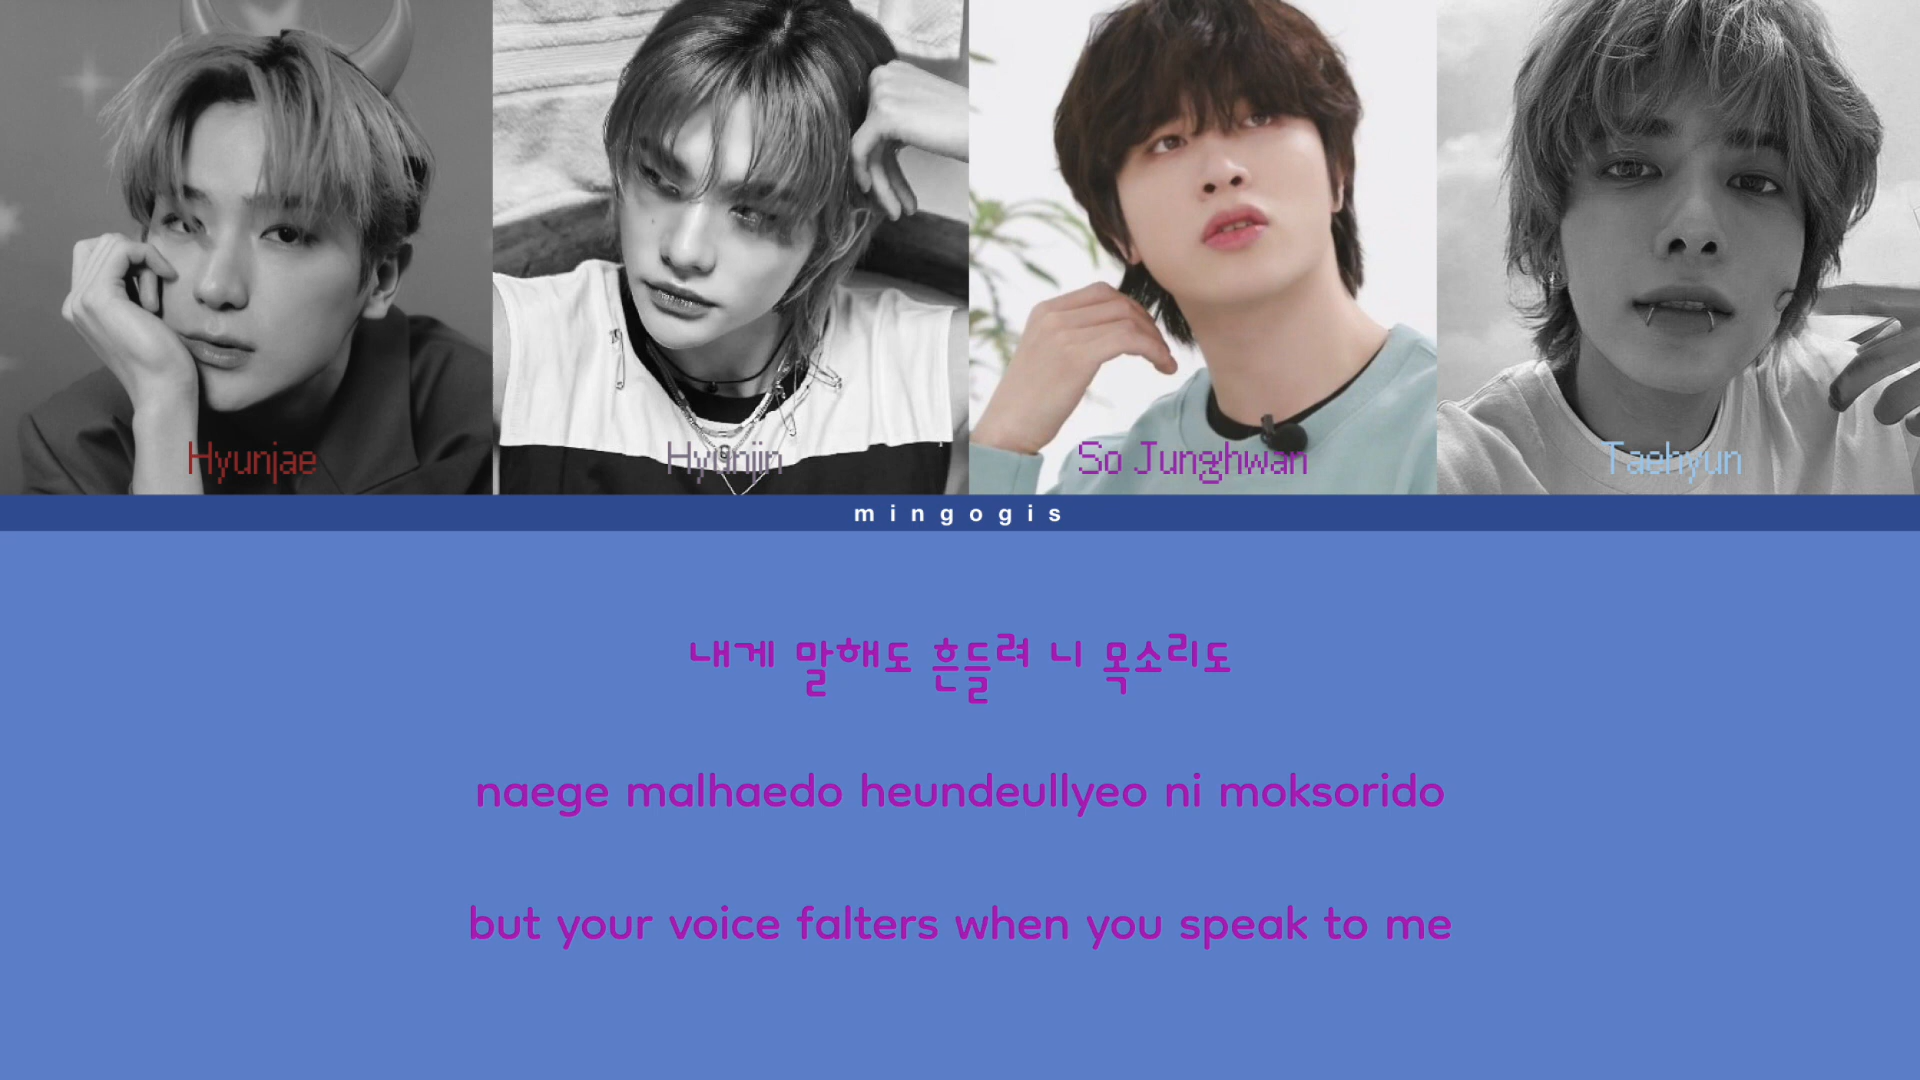 Hyunjae
Hyunjin
So Junghwan
Taehyun
mingogis
내게 말해도 흔들려 니 목소리도
naege malhaedo heundeullyeo ni moksorido
but your voice falters when you speak to me